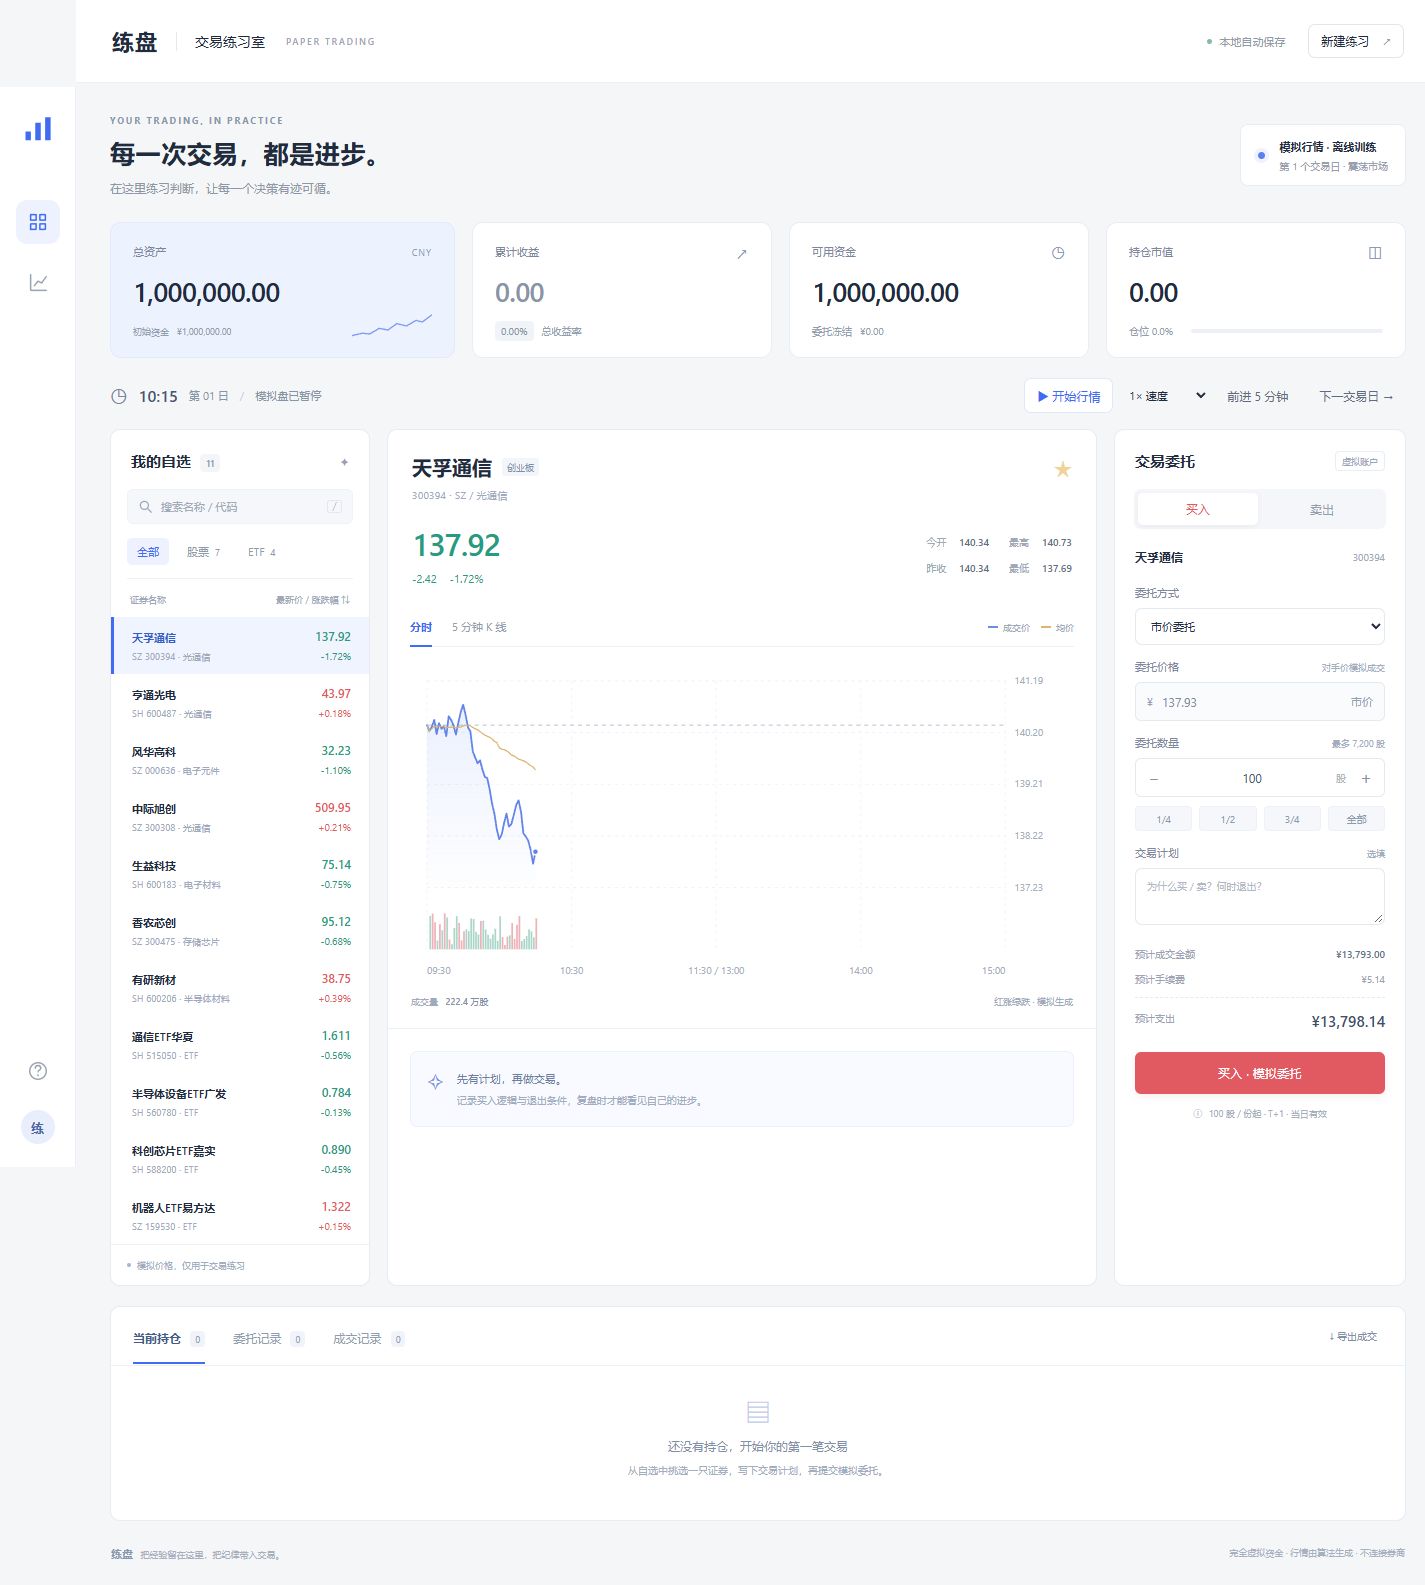 练盘 交易练习室 PAPER TRADING 本地自动保存 新建练习 ↗
YOUR TRADING, IN PRACTICE
每一次交易，都是进步。
在这里练习判断，让每一个决策有迹可循。
模拟行情 · 离线训练
第 1 个交易日 · 震荡市场
总资产 CNY
1,000,000.00
初始资金 ¥1,000,000.00
累计收益 ↗
0.00
0.00% 总收益率
可用资金
1,000,000.00
委托冻结 ¥0.00
持仓市值
0.00
仓位 0.0%
10:15 第 01 日 / 模拟盘已暂停
▶ 开始行情 1× 速度 前进 5 分钟 下一交易日 →
我的自选 11
搜索名称 / 代码 /
全部 股票 7 ETF 4
证券名称 最新价 / 涨跌幅 ⇅
天孚通信 137.92
SZ 300394 · 光通信 -1.72%
亨通光电 43.97
SH 600487 · 光通信 +0.18%
风华高科 32.23
SZ 000636 · 电子元件 -1.10%
中际旭创 509.95
SZ 300308 · 光通信 +0.21%
生益科技 75.14
SH 600183 · 电子材料 -0.75%
香农芯创 95.12
SZ 300475 · 存储芯片 -0.68%
有研新材 38.75
SH 600206 · 半导体材料 +0.39%
通信ETF华夏 1.611
SH 515050 · ETF -0.56%
半导体设备ETF广发 0.784
SH 560780 · ETF -0.13%
科创芯片ETF嘉实 0.890
SH 588200 · ETF -0.45%
机器人ETF易方达 1.322
SZ 159530 · ETF +0.15%
模拟价格，仅用于交易练习
天孚通信 创业板
300394 · SZ / 光通信
137.92
-2.42 -1.72%
今开 140.34 最高 140.73
昨收 140.34 最低 137.69
分时 5 分钟 K 线 成交价 均价
141.19
140.20
139.21
138.22
137.23
09:30 10:30 11:30 / 13:00 14:00 15:00
成交量 222.4 万股 红涨绿跌 · 模拟生成
先有计划，再做交易。
记录买入逻辑与退出条件，复盘时才能看见自己的进步。
交易委托 虚拟账户
买入 卖出
天孚通信 300394
委托方式
市价委托
委托价格 对手价模拟成交
¥ 137.93 市价
委托数量 最多 7,200 股
− 100 股 +
1/4 1/2 3/4 全部
交易计划 选填
为什么买 / 卖？何时退出？
预计成交金额 ¥13,793.00
预计手续费 ¥5.14
预计支出 ¥13,798.14
买入 · 模拟委托
ⓘ 100 股 / 份起 · T+1 · 当日有效
练
当前持仓 0 委托记录 0 成交记录 0 ↓ 导出成交
还没有持仓，开始你的第一笔交易
从自选中挑选一只证券，写下交易计划，再提交模拟委托。
练盘 把经验留在这里，把纪律带入交易。 完全虚拟资金 · 行情由算法生成 · 不连接券商